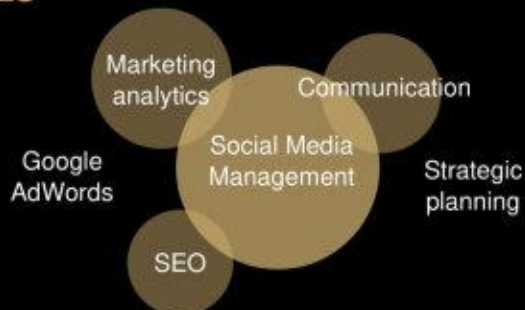 Marketing
analytics
Communication
Social Media
Management
Google
AdWords
Strategic
planning
SEO